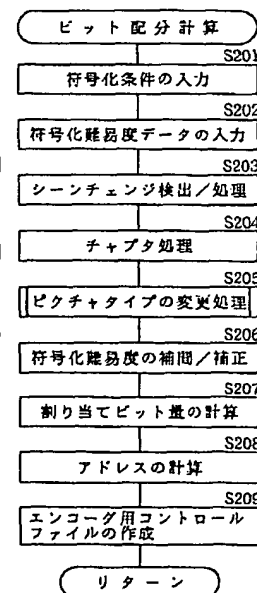 ビット配分計算
S201
符号化条件の入力
S202
符号化難易度データの入力
S203
シーンチェンジ検出／処理
S204
チャプタ処理
S205
ピクチャタイプの変更処理
S206
符号化難易度の補間／補正
S207
割り当てビット量の計算
S208
アドレスの計算
S209
エンコーダ用コントロール
ファイルの作成
リターン